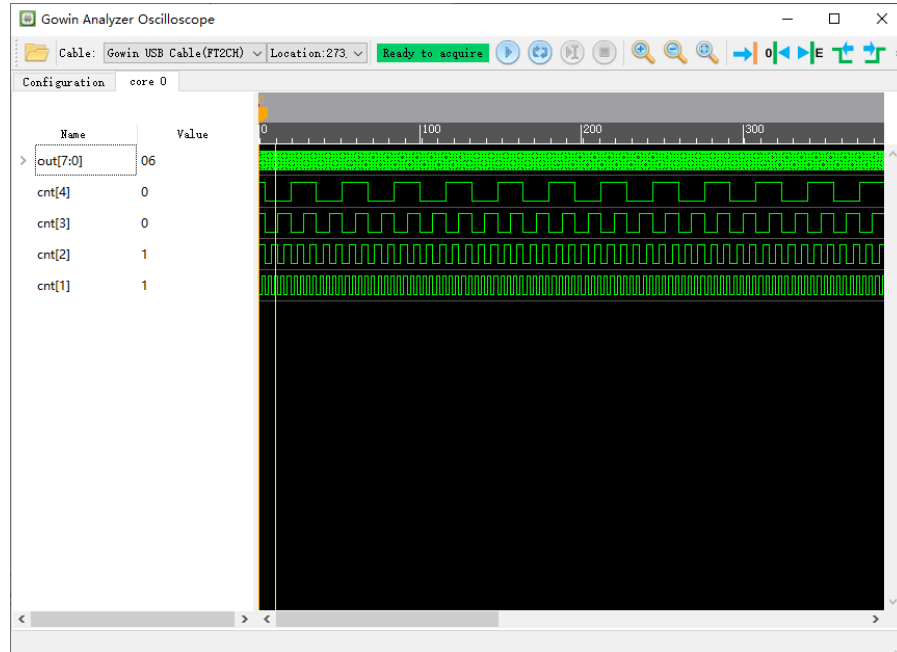 Gowin Analyzer Oscilloscope
Cable: Gowin USB Cable(FT2CH) Location:273, Ready to acquire 0 E
Configuration core 0
Name Value 0 100 200 300
out[7:0] 06
cnt[4] 0
cnt[3] 0
cnt[2] 1
cnt[1] 1